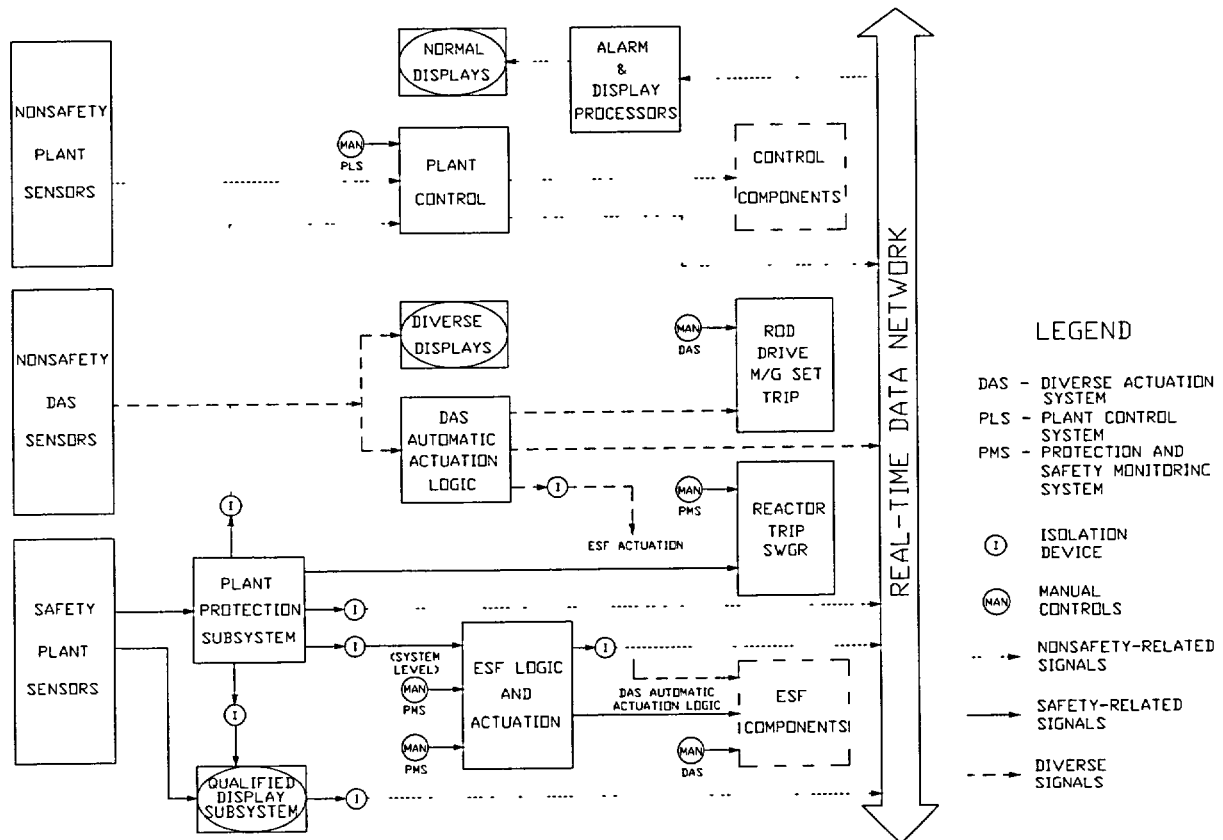 NONSAFETY
PLANT
SENSORS
NORMAL
DISPLAYS
ALARM
&
DISPLAY
PROCESSORS
MAN
PLS
PLANT
CONTROL
CONTROL
COMPONENTS
NONSAFETY
DAS
SENSORS
DIVERSE
DISPLAYS
DAS
AUTOMATIC
ACTUATION
LOGIC
MAN
DAS
ROD
DRIVE
M/G SET
TRIP
I
ESF ACTUATION
MAN
PMS
REACTOR
TRIP
SWGR
SAFETY
PLANT
SENSORS
I
PLANT
PROTECTION
SUBSYSTEM
I
I
(SYSTEM
LEVEL)
MAN
PMS
MAN
PMS
ESF LOGIC
AND
ACTUATION
I
DAS AUTOMATIC
ACTUATION LOGIC
ESF
COMPONENTS
MAN
DAS
I
QUALIFIED
DISPLAY
SUBSYSTEM
I
REAL-TIME DATA NETWORK
LEGEND
DAS - DIVERSE ACTUATION
SYSTEM
PLS - PLANT CONTROL
SYSTEM
PMS - PROTECTION AND
SAFETY MONITORING
SYSTEM
I
ISOLATION
DEVICE
MAN
MANUAL
CONTROLS
NONSAFETY-RELATED
SIGNALS
SAFETY-RELATED
SIGNALS
DIVERSE
SIGNALS